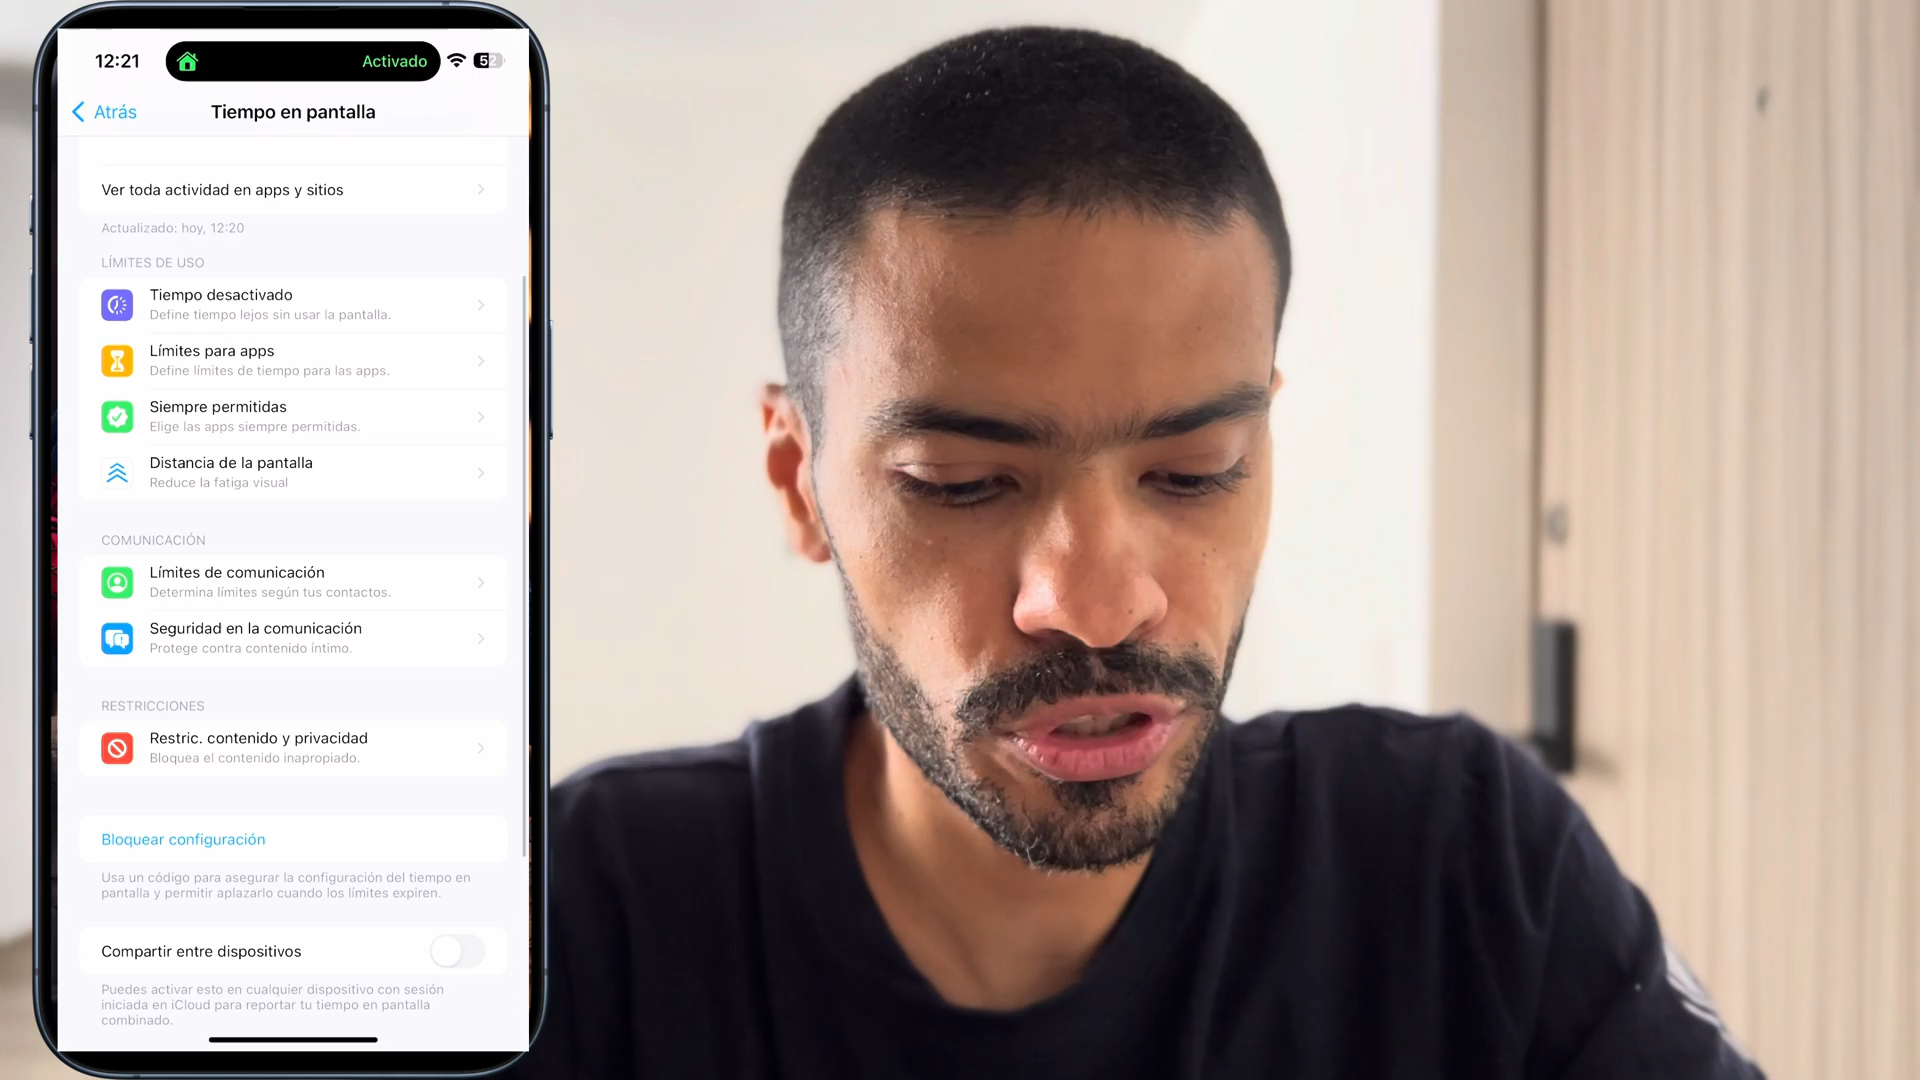 12:21
Activado
52
Atrás
Tiempo en pantalla
Ver toda actividad en apps y sitios
Actualizado: hoy, 12:20
LÍMITES DE USO
Tiempo desactivado
Define tiempo lejos sin usar la pantalla.
Límites para apps
Define límites de tiempo para las apps.
Siempre permitidas
Elige las apps siempre permitidas.
Distancia de la pantalla
Reduce la fatiga visual
COMUNICACIÓN
Límites de comunicación
Determina límites según tus contactos.
Seguridad en la comunicación
Protege contra contenido íntimo.
RESTRICCIONES
Restric. contenido y privacidad
Bloquea el contenido inapropiado.
Bloquear configuración
Usa un código para asegurar la configuración del tiempo en
pantalla y permitir aplazarlo cuando los límites expiren.
Compartir entre dispositivos
Puedes activar esto en cualquier dispositivo con sesión
iniciada en iCloud para reportar tu tiempo en pantalla
combinado.